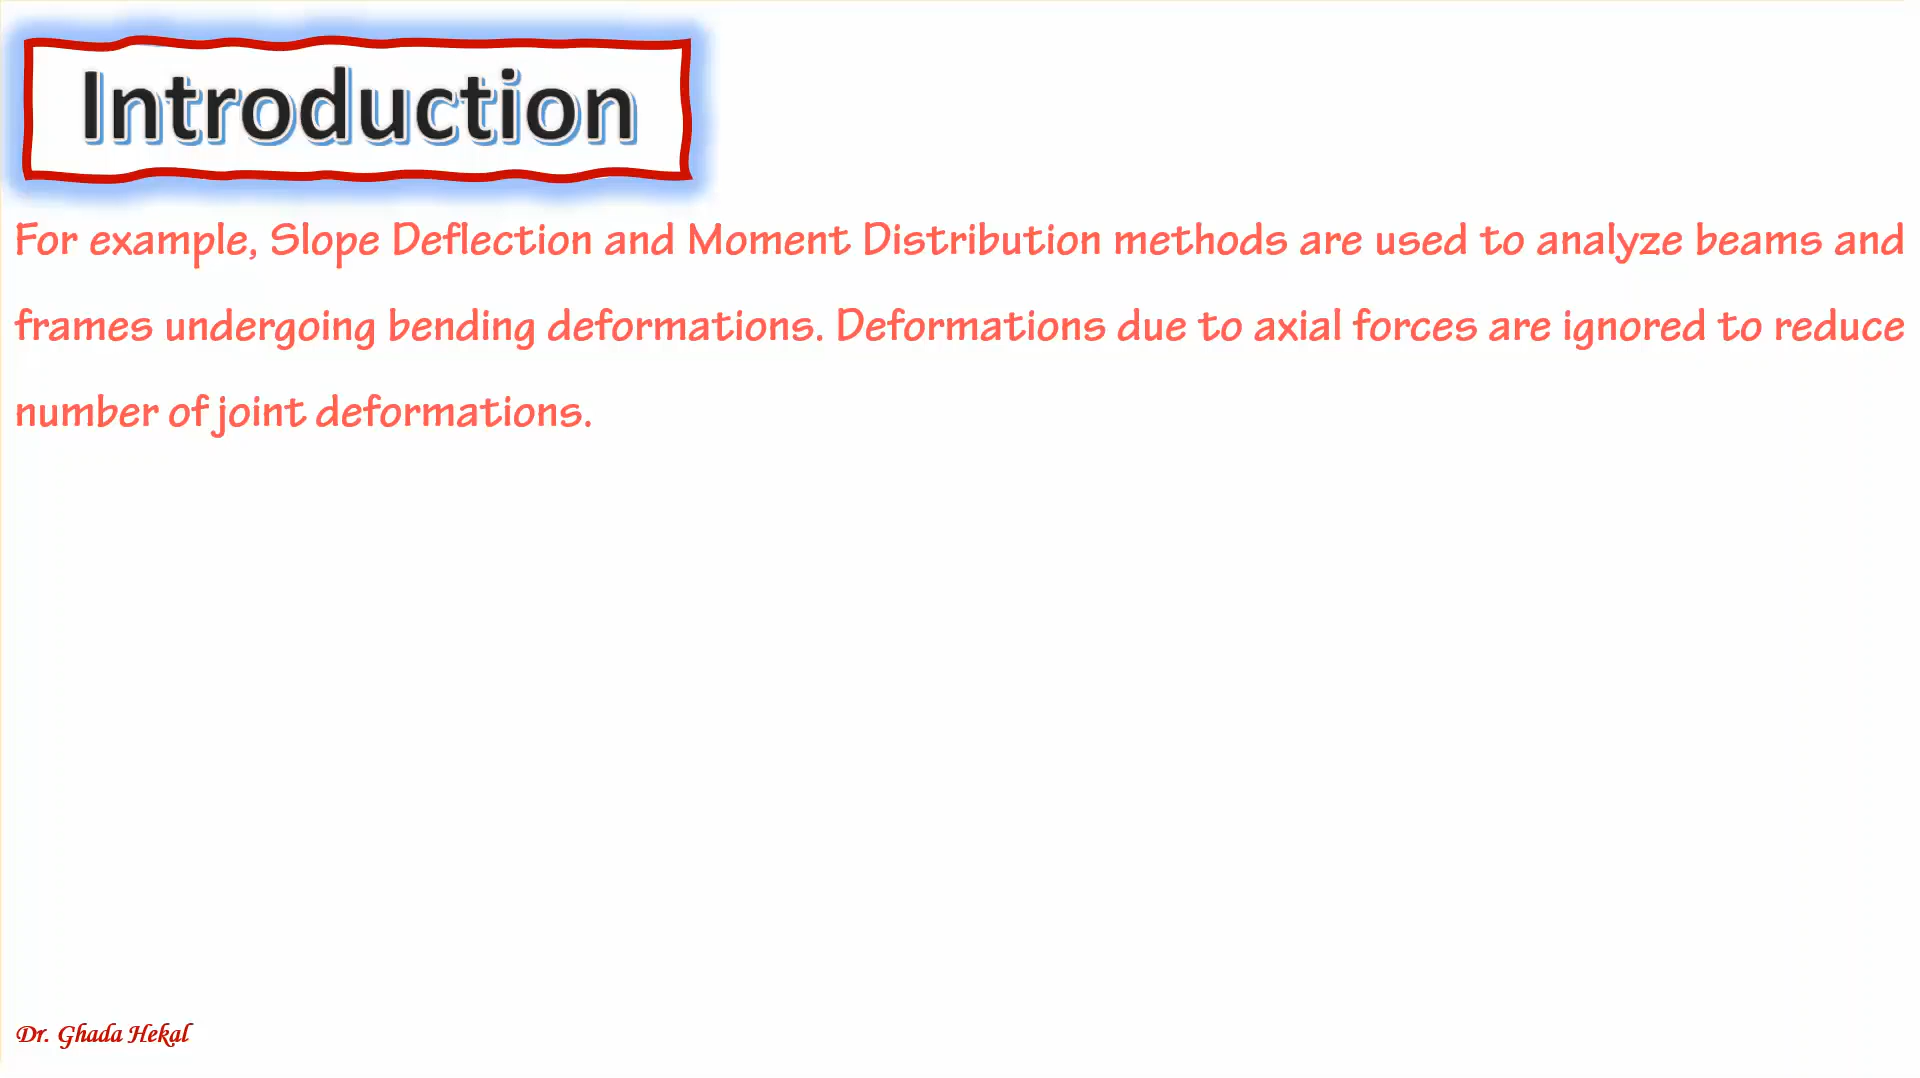 Introduction
For example, Slope Deflection and Moment Distribution methods are used to analyze beams and
frames undergoing bending deformations. Deformations due to axial forces are ignored to reduce
number of joint deformations.
Dr. Ghada Hekal